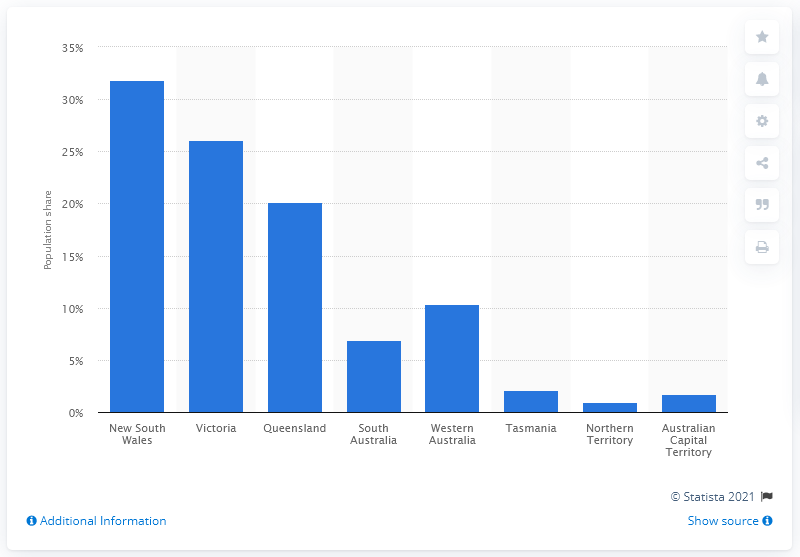 35%
30%
25%
20%
15%
10%
5%
0%
Population share
New South
Wales
Victoria
Queensland
South
Australia
Western
Australia
Tasmania
Northern
Territory
Australian
Capital
Territory
© Statista 2021
Additional Information
Show source